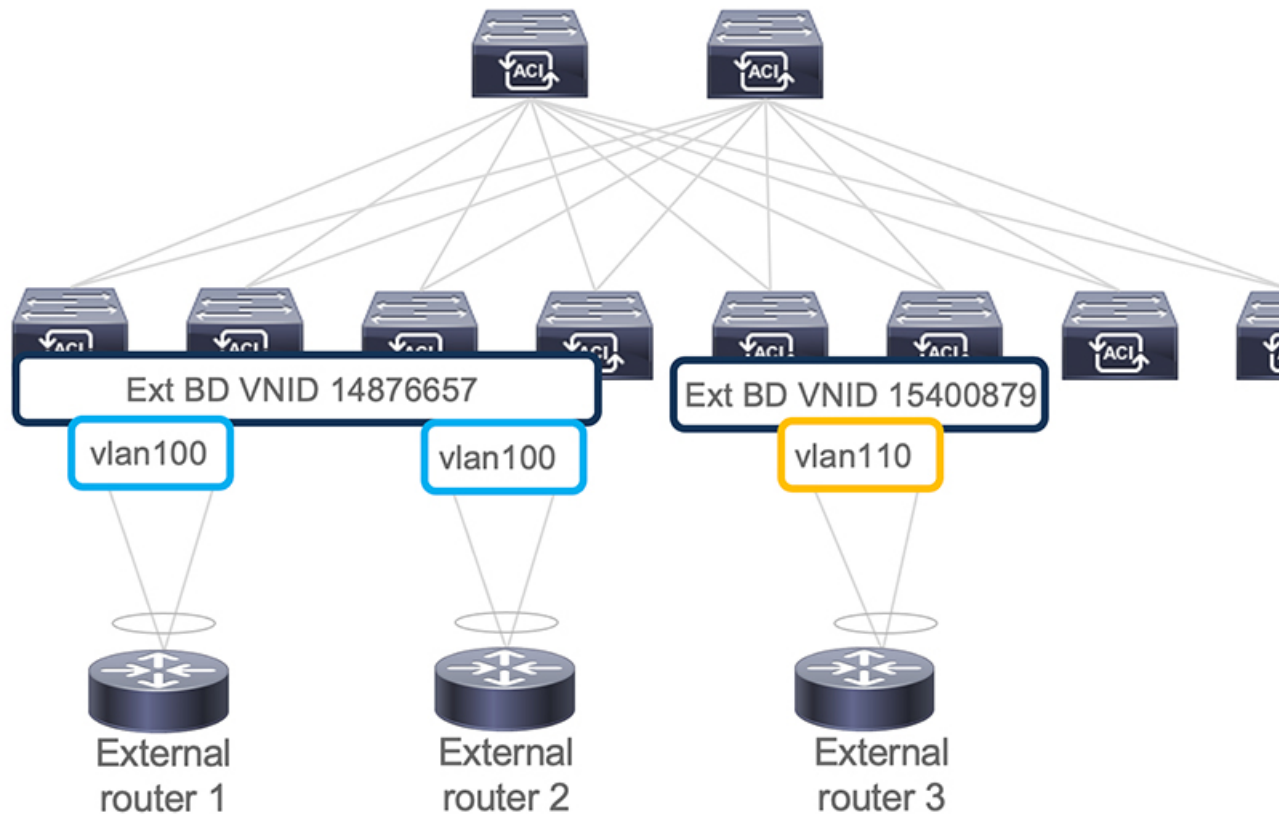 ACI
ACI
ACI
ACI
ACI
ACI
ACI
ACI
ACI
Ext BD VNID 14876657
Ext BD VNID 15400879
vlan100
vlan100
vlan110
External
router 1
External
router 2
External
router 3